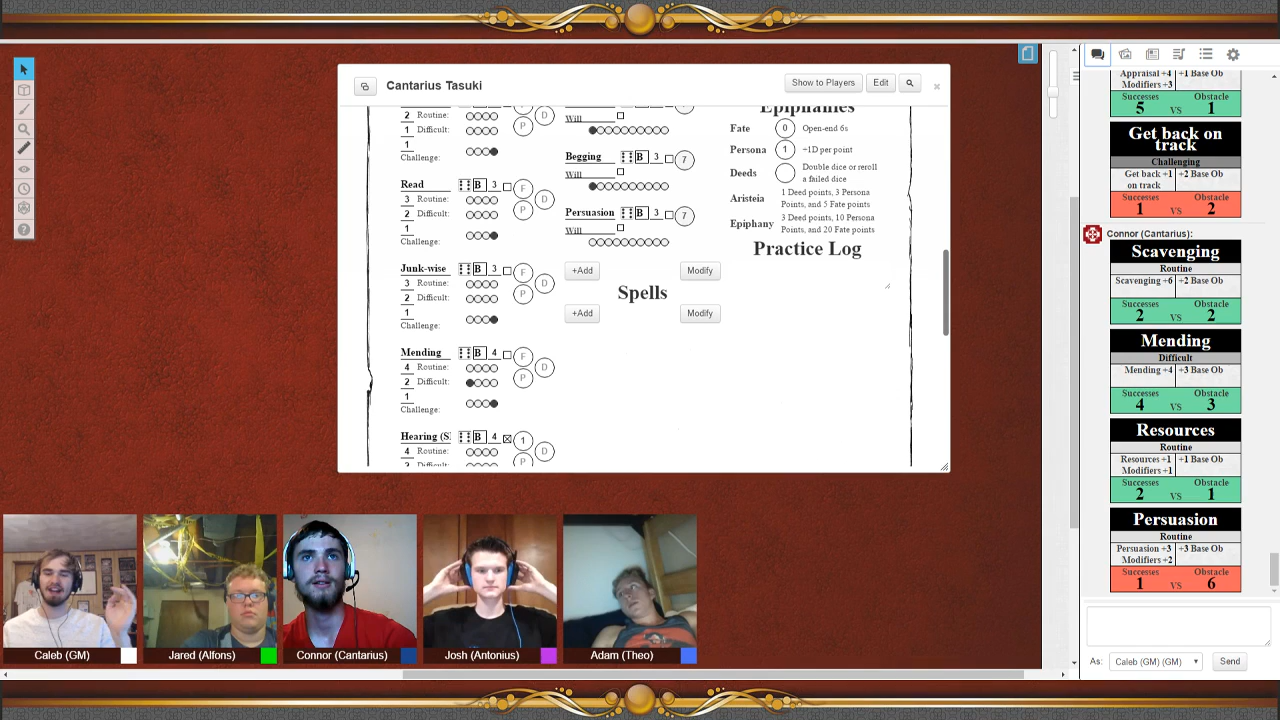 Cantarius Tasuki
Show to Players
Edit
2 Routine:
1 Difficult:
1
Challenge:
D
P
Read B 3
F
3 Routine:
2 Difficult:
1
Challenge:
D
P
Junk-wise B 3
F
3 Routine:
2 Difficult:
1
Challenge:
D
P
Mending B 4
F
4 Routine:
2 Difficult:
1
Challenge:
D
P
Hearing (S B 4
1
4 Routine:
D
P
Will
7
Begging B 3 7
Will
Persuasion B 3 7
Will
+Add
Modify
Spells
+Add
Modify
Epiphanies
Fate 0 Open-end 6s
Persona 1 +1D per point
Deeds Double dice or reroll
a failed dice
Aristeia 1 Deed points, 3 Persona
Points, and 5 Fate points
Epiphany 3 Deed points, 10 Persona
Points, and 20 Fate points
Practice Log
Appraisal +4 +1 Base Ob
Modifiers +3
Successes Obstacle
5 VS 1
Get back on
track
Challenging
Get back +1 +2 Base Ob
on track
Successes Obstacle
1 VS 2
Connor (Cantarius):
Scavenging
Routine
Scavenging +6 +2 Base Ob
Successes Obstacle
2 VS 2
Mending
Difficult
Mending +4 +3 Base Ob
Successes Obstacle
4 VS 3
Resources
Routine
Resources +1 +1 Base Ob
Modifiers +1
Successes Obstacle
2 VS 1
Persuasion
Routine
Persuasion +3 +3 Base Ob
Modifiers +2
Successes Obstacle
1 VS 6
As: Caleb (GM) (GM)
Send
Caleb (GM)
Jared (Alfons)
Connor (Cantarius)
Josh (Antonius)
Adam (Theo)